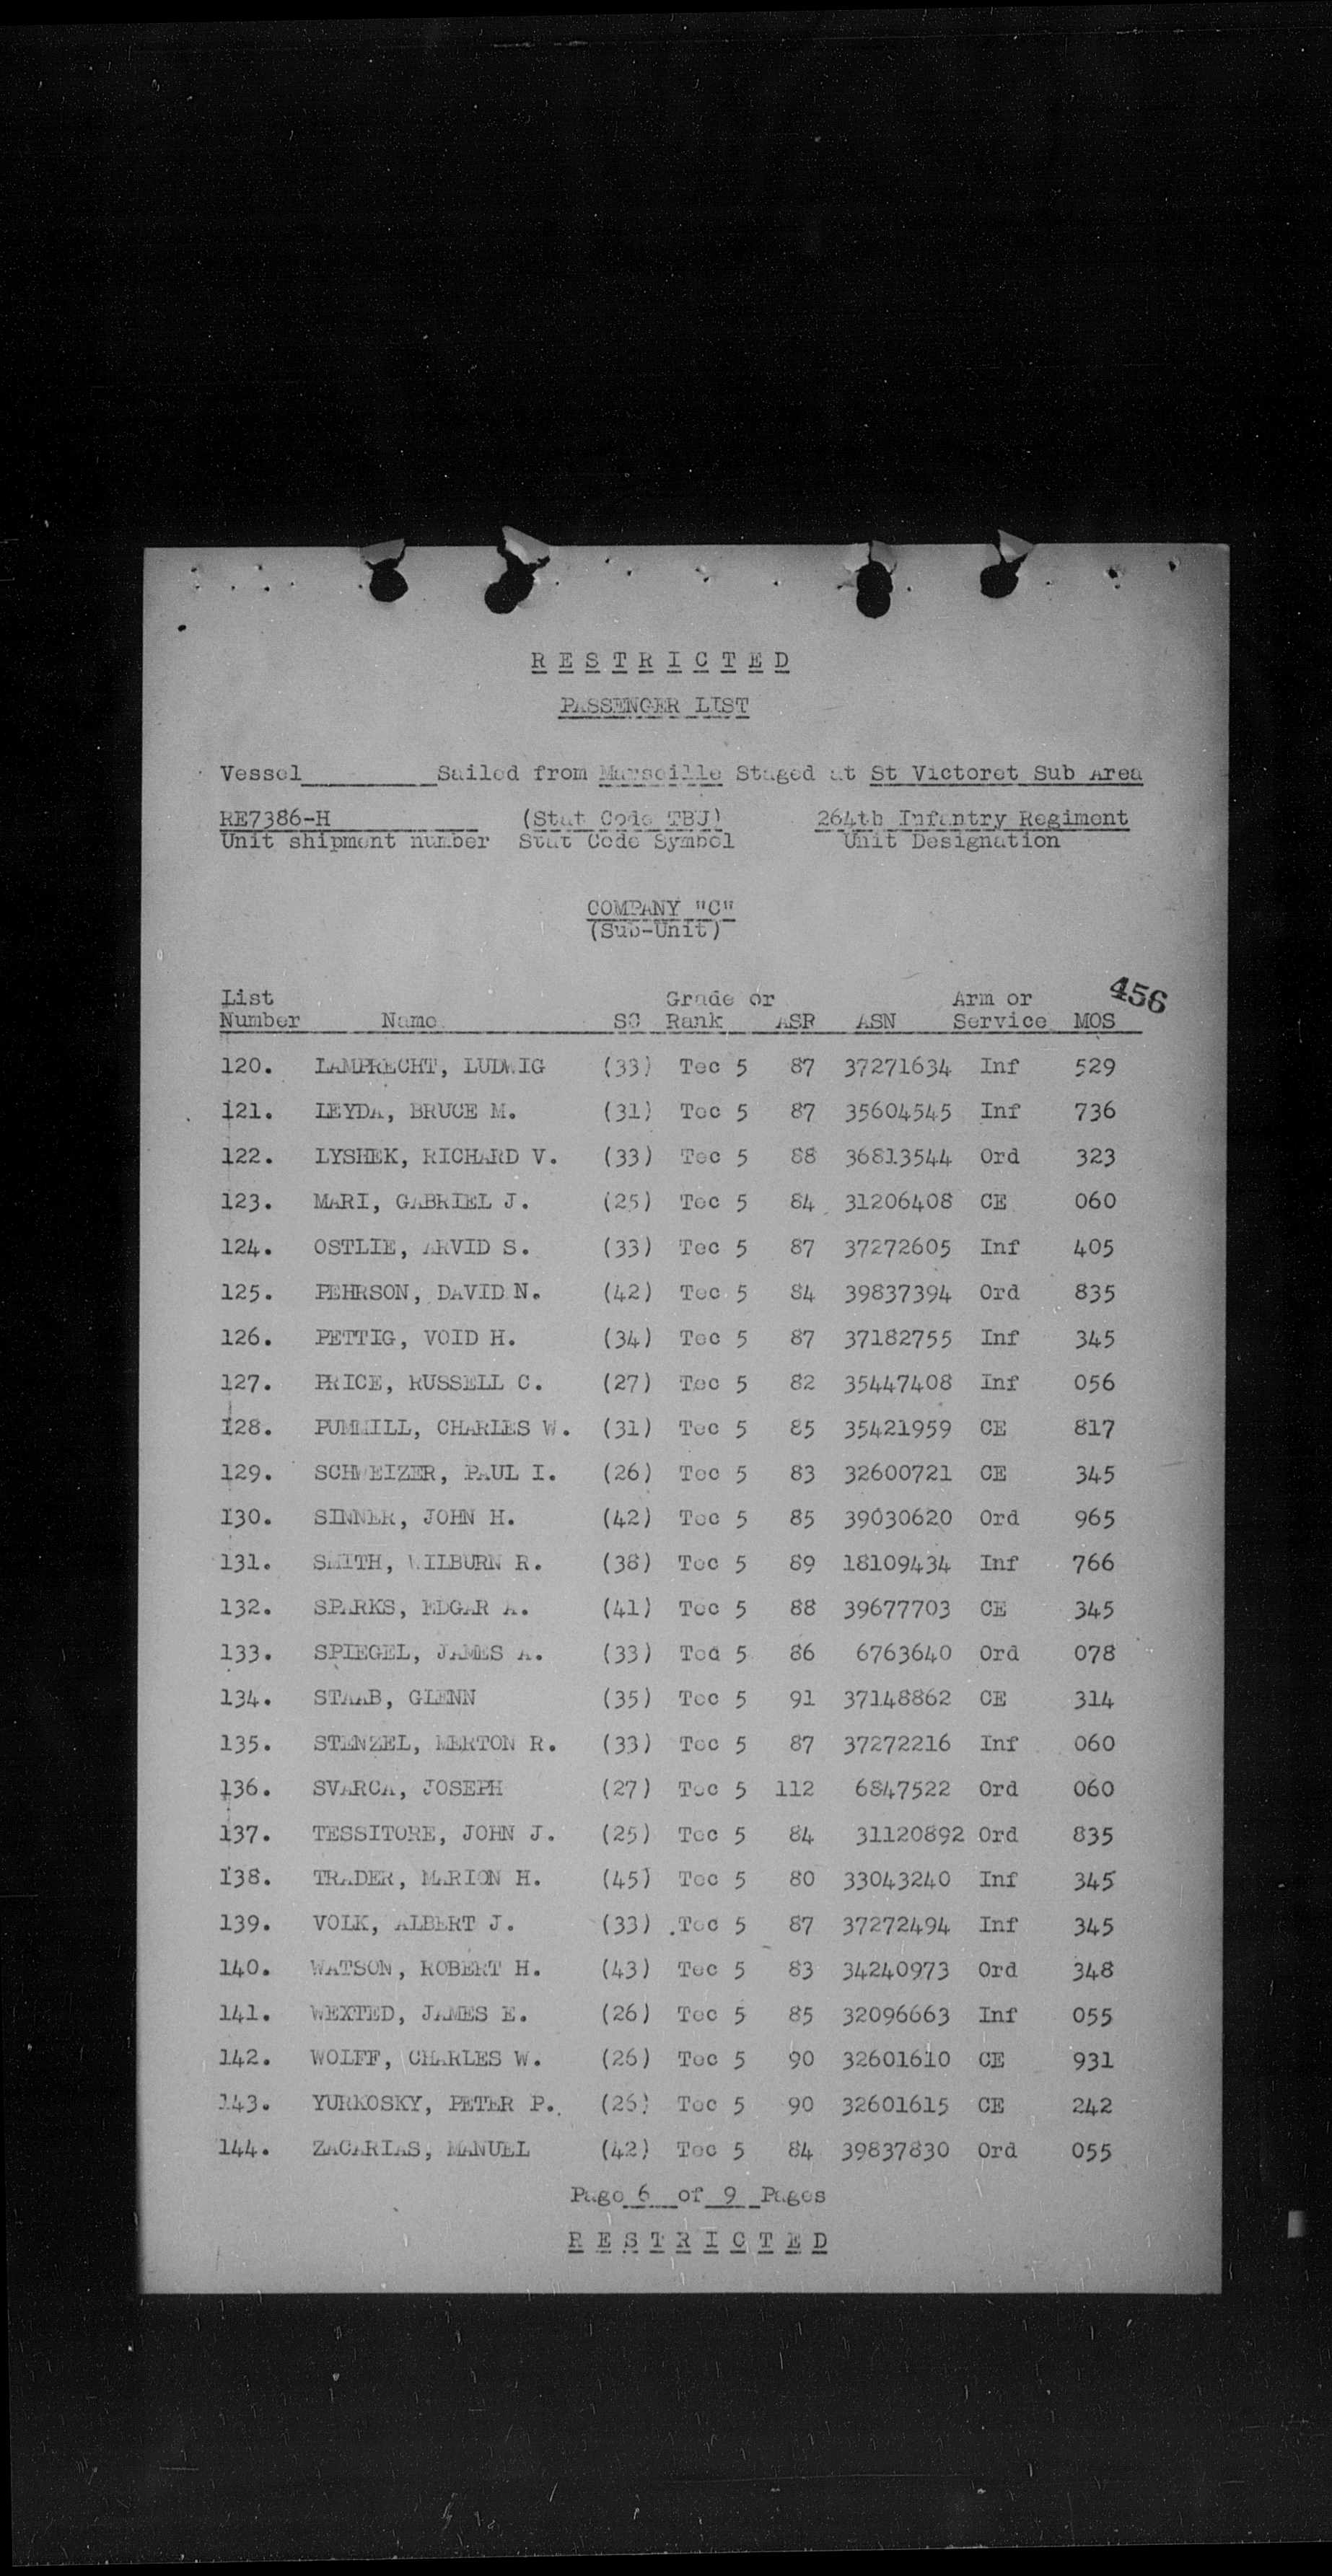 RESTRICTED
PASSENGER LIST
Vessel________ Sailed from Marseille Staged at St Victoret Sub Area
RE7386-H (Stat Code TBJ) 264th Infantry Regiment
Unit shipment number Stat Code Symbol Unit Designation
COMPANY "C"
(Sub-Unit)
456
List Grade or Arm or
Number Name SC Rank ASR ASN Service MOS
120. LAMPRECHT, LUDWIG (33) Tec 5 87 37271634 Inf 529
121. LEYDA, BRUCE M. (31) Tec 5 87 35604545 Inf 736
122. LYSHEK, RICHARD V. (33) Tec 5 88 36813544 Ord 323
123. MARI, GABRIEL J. (25) Tec 5 84 31206408 CE 060
124. OSTLIE, ARVID S. (33) Tec 5 87 37272605 Inf 405
125. PEHRSON, DAVID N. (42) Tec 5 84 39837394 Ord 835
126. PETTIG, VOID H. (34) Tec 5 87 37182755 Inf 345
127. PRICE, RUSSELL C. (27) Tec 5 82 35447408 Inf 056
128. PUMMILL, CHARLES W. (31) Tec 5 85 35421959 CE 817
129. SCHWEIZER, PAUL I. (26) Tec 5 83 32600721 CE 345
130. SINNER, JOHN H. (42) Tec 5 85 39030620 Ord 965
131. SMITH, WILBURN R. (38) Tec 5 89 18109434 Inf 766
132. SPARKS, EDGAR A. (41) Tec 5 88 39677703 CE 345
133. SPIEGEL, JAMES A. (33) Tec 5 86 6763640 Ord 078
134. STAAB, GLENN (35) Tec 5 91 37148862 CE 314
135. STENZEL, MERTON R. (33) Tec 5 87 37272216 Inf 060
136. SVARCA, JOSEPH (27) Tec 5 112 6847522 Ord 060
137. TESSITORE, JOHN J. (25) Tec 5 84 31120892 Ord 835
138. TRADER, MARION H. (45) Tec 5 80 33043240 Inf 345
139. VOLK, ALBERT J. (33) Tec 5 87 37272494 Inf 345
140. WATSON, ROBERT H. (43) Tec 5 83 34240973 Ord 348
141. WEXTED, JAMES E. (26) Tec 5 85 32096663 Inf 055
142. WOLFF, CHARLES W. (26) Tec 5 90 32601610 CE 931
143. YURKOSKY, PETER P. (26) Tec 5 90 32601615 CE 242
144. ZACARIAS, MANUEL (42) Tec 5 84 39837830 Ord 055
Page 6 of 9 Pages
RESTRICTED